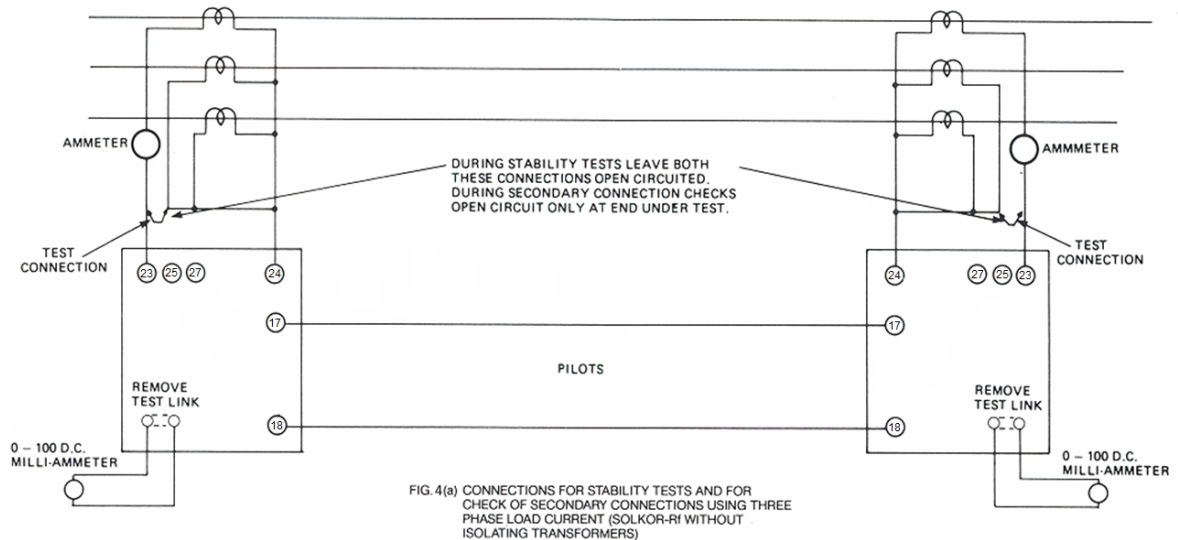 AMMETER
DURING STABILITY TESTS LEAVE BOTH
THESE CONNECTIONS OPEN CIRCUITED.
DURING SECONDARY CONNECTION CHECKS
OPEN CIRCUIT ONLY AT END UNDER TEST.
AMMMETER
TEST
CONNECTION
TEST
CONNECTION
23 25 27 24
24 27 25 23
17
17
PILOTS
REMOVE
TEST LINK
REMOVE
TEST LINK
18
18
0 – 100 D.C.
MILLI-AMMETER
0 – 100 D.C.
MILLI-AMMETER
FIG. 4(a) CONNECTIONS FOR STABILITY TESTS AND FOR
CHECK OF SECONDARY CONNECTIONS USING THREE
PHASE LOAD CURRENT (SOLKOR-Rf WITHOUT
ISOLATING TRANSFORMERS)